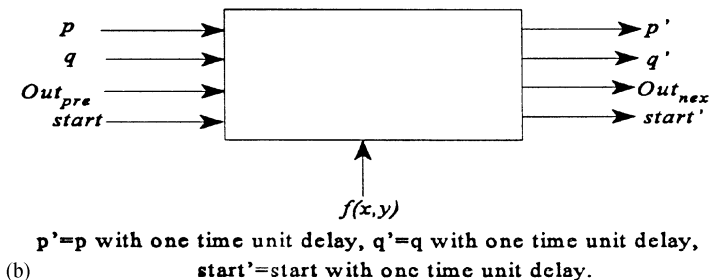 p
p'
q
q'
Out_pre
Out_nex
start
start'
f(x,y)
p'=p with one time unit delay, q'=q with one time unit delay,
(b) start'=start with one time unit delay.